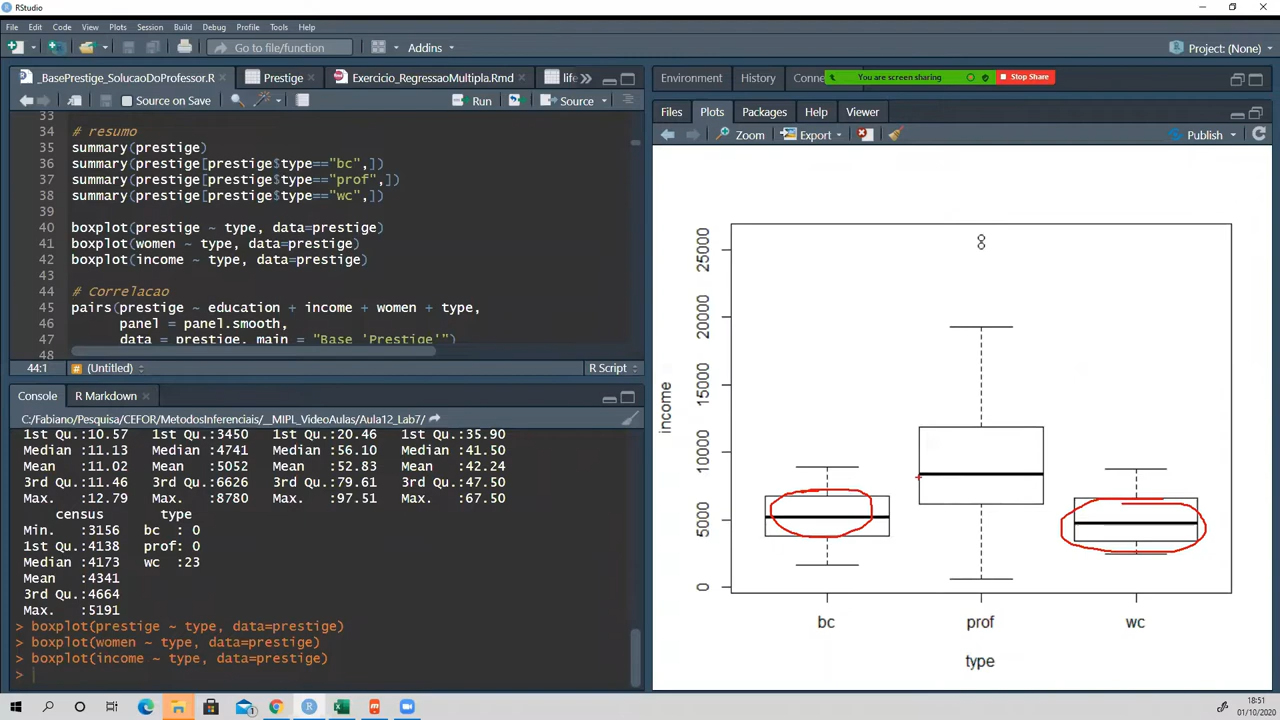 RStudio
File Edit Code View Plots Session Build Debug Profile Tools Help
Go to file/function Addins Project: (None)
_BasePrestige_SolucaoDoProfessor.R Prestige Exercicio_RegressaoMultipla.Rmd life
Source on Save Run Source
33
34 # resumo
35 summary(prestige)
36 summary(prestige[prestige$type=="bc",])
37 summary(prestige[prestige$type=="prof",])
38 summary(prestige[prestige$type=="wc",])
39
40 boxplot(prestige ~ type, data=prestige)
41 boxplot(women ~ type, data=prestige)
42 boxplot(income ~ type, data=prestige)
43
44 # Correlacao
45 pairs(prestige ~ education + income + women + type,
46 panel = panel.smooth,
47 data = prestige, main = "Base 'Prestige'")
48
44:1 # (Untitled) R Script
Console R Markdown
C:/Fabiano/Pesquisa/CEFOR/MetodosInferenciais/__MIPL_VideoAulas/Aula12_Lab7/
1st Qu.:10.57 1st Qu.:3450 1st Qu.:20.46 1st Qu.:35.90
Median :11.13 Median :4741 Median :56.10 Median :41.50
Mean :11.02 Mean :5052 Mean :52.83 Mean :42.24
3rd Qu.:11.46 3rd Qu.:6626 3rd Qu.:79.61 3rd Qu.:47.50
Max. :12.79 Max. :8780 Max. :97.51 Max. :67.50
census type
Min. :3156 bc : 0
1st Qu.:4138 prof: 0
Median :4173 wc :23
Mean :4341
3rd Qu.:4664
Max. :5191
> boxplot(prestige ~ type, data=prestige)
> boxplot(women ~ type, data=prestige)
> boxplot(income ~ type, data=prestige)
>
Environment History Conne
You are screen sharing Stop Share
Files Plots Packages Help Viewer
Zoom Export Publish
25000
20000
15000
10000
5000
0
income
bc prof wc
type
18:51
01/10/2020